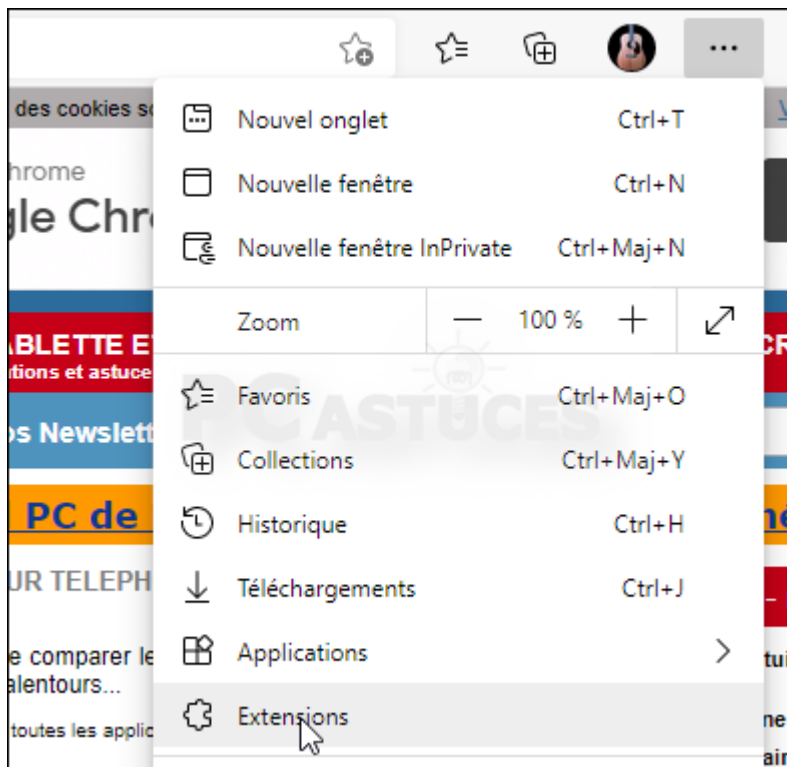 des cookies
Nouvel onglet Ctrl+T
hrome
Nouvelle fenêtre Ctrl+N
gle Chr
Nouvelle fenêtre InPrivate Ctrl+Maj+N
Zoom 100 %
ABLETTE E
tions et astuce
PC ASTUCES
Favoris Ctrl+Maj+O
os Newslett
Collections Ctrl+Maj+Y
PC de
Historique Ctrl+H
UR TELEPH
Téléchargements Ctrl+J
e comparer le
alentours...
Applications
toutes les applic
Extensions